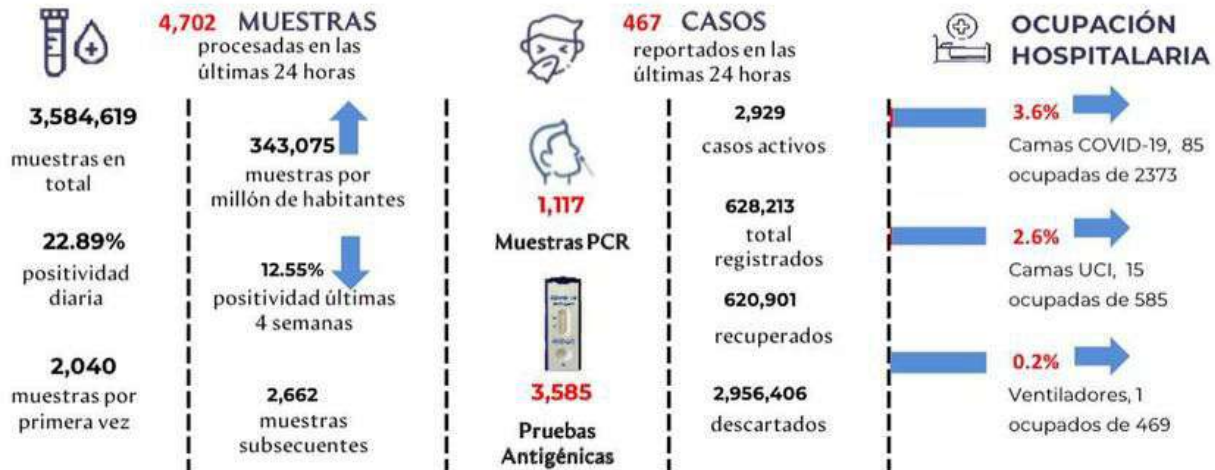 4,702 MUESTRAS
procesadas en las
últimas 24 horas
3,584,619
muestras en
total
22.89%
positividad
diaria
2,040
muestras por
primera vez
343,075
muestras por
millón de habitantes
12.55%
positividad últimas
4 semanas
2,662
muestras
subsecuentes
467 CASOS
reportados en las
últimas 24 horas
1,117
Muestras PCR
3,585
Pruebas
Antigénicas
2,929
casos activos
628,213
total
registrados
620,901
recuperados
2,956,406
descartados
OCUPACIÓN
HOSPITALARIA
3.6%
Camas COVID-19, 85
ocupadas de 2373
2.6%
Camas UCI, 15
ocupadas de 585
0.2%
Ventiladores, 1
ocupados de 469